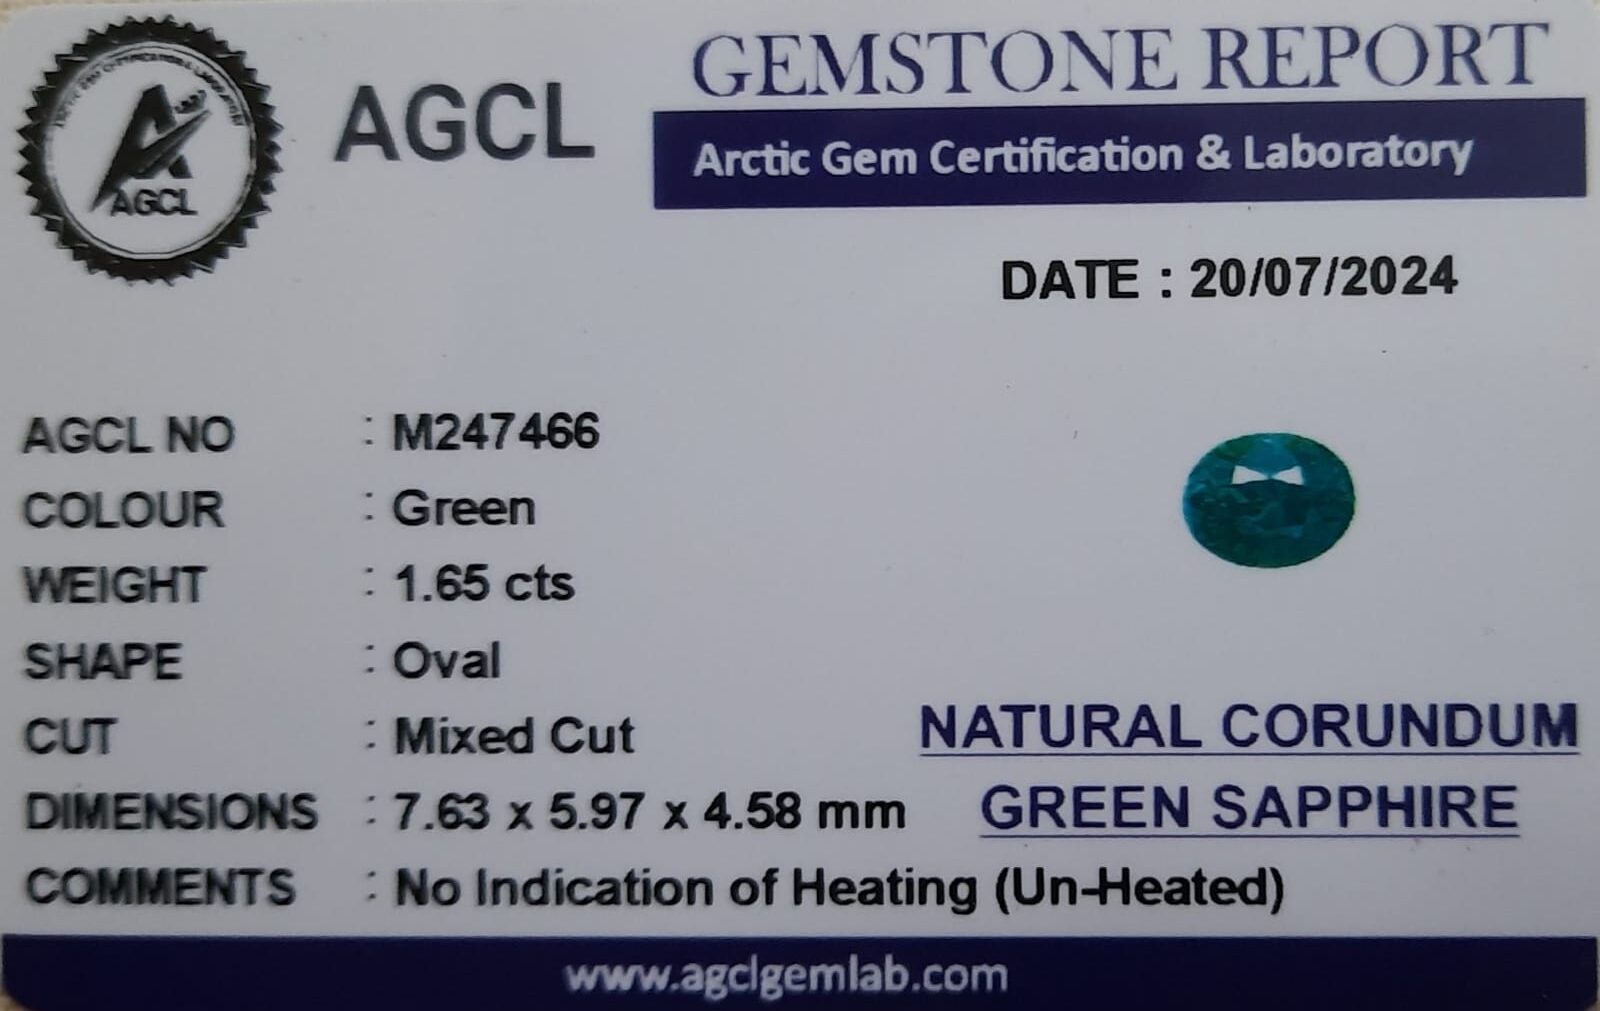 AGCL
AGCL
GEMSTONE REPORT
Arctic Gem Certification & Laboratory
DATE : 20/07/2024
AGCL NO : M247466
COLOUR : Green
WEIGHT : 1.65 cts
SHAPE : Oval
CUT : Mixed Cut
DIMENSIONS : 7.63 x 5.97 x 4.58 mm
COMMENTS : No Indication of Heating (Un-Heated)
NATURAL CORUNDUM
GREEN SAPPHIRE
www.agclgemlab.com